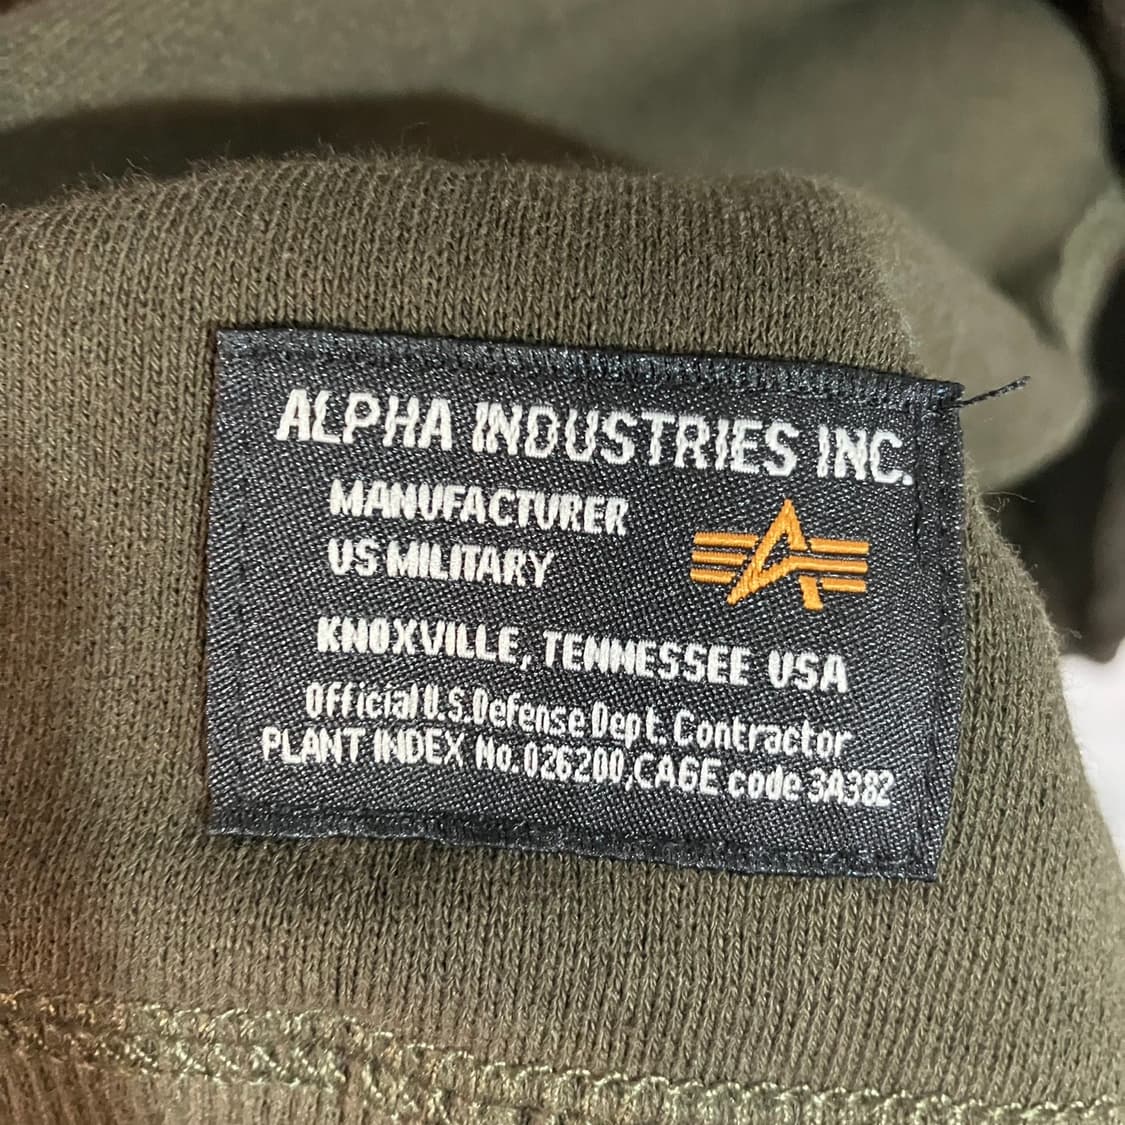 ALPHA INDUSTRIES INC.
MANUFACTURER
US MILITARY
KNOXVILLE, TENNESSEE USA
Official U.S. Defense Dept. Contractor
PLANT INDEX No. 026200, CAGE code 3A382